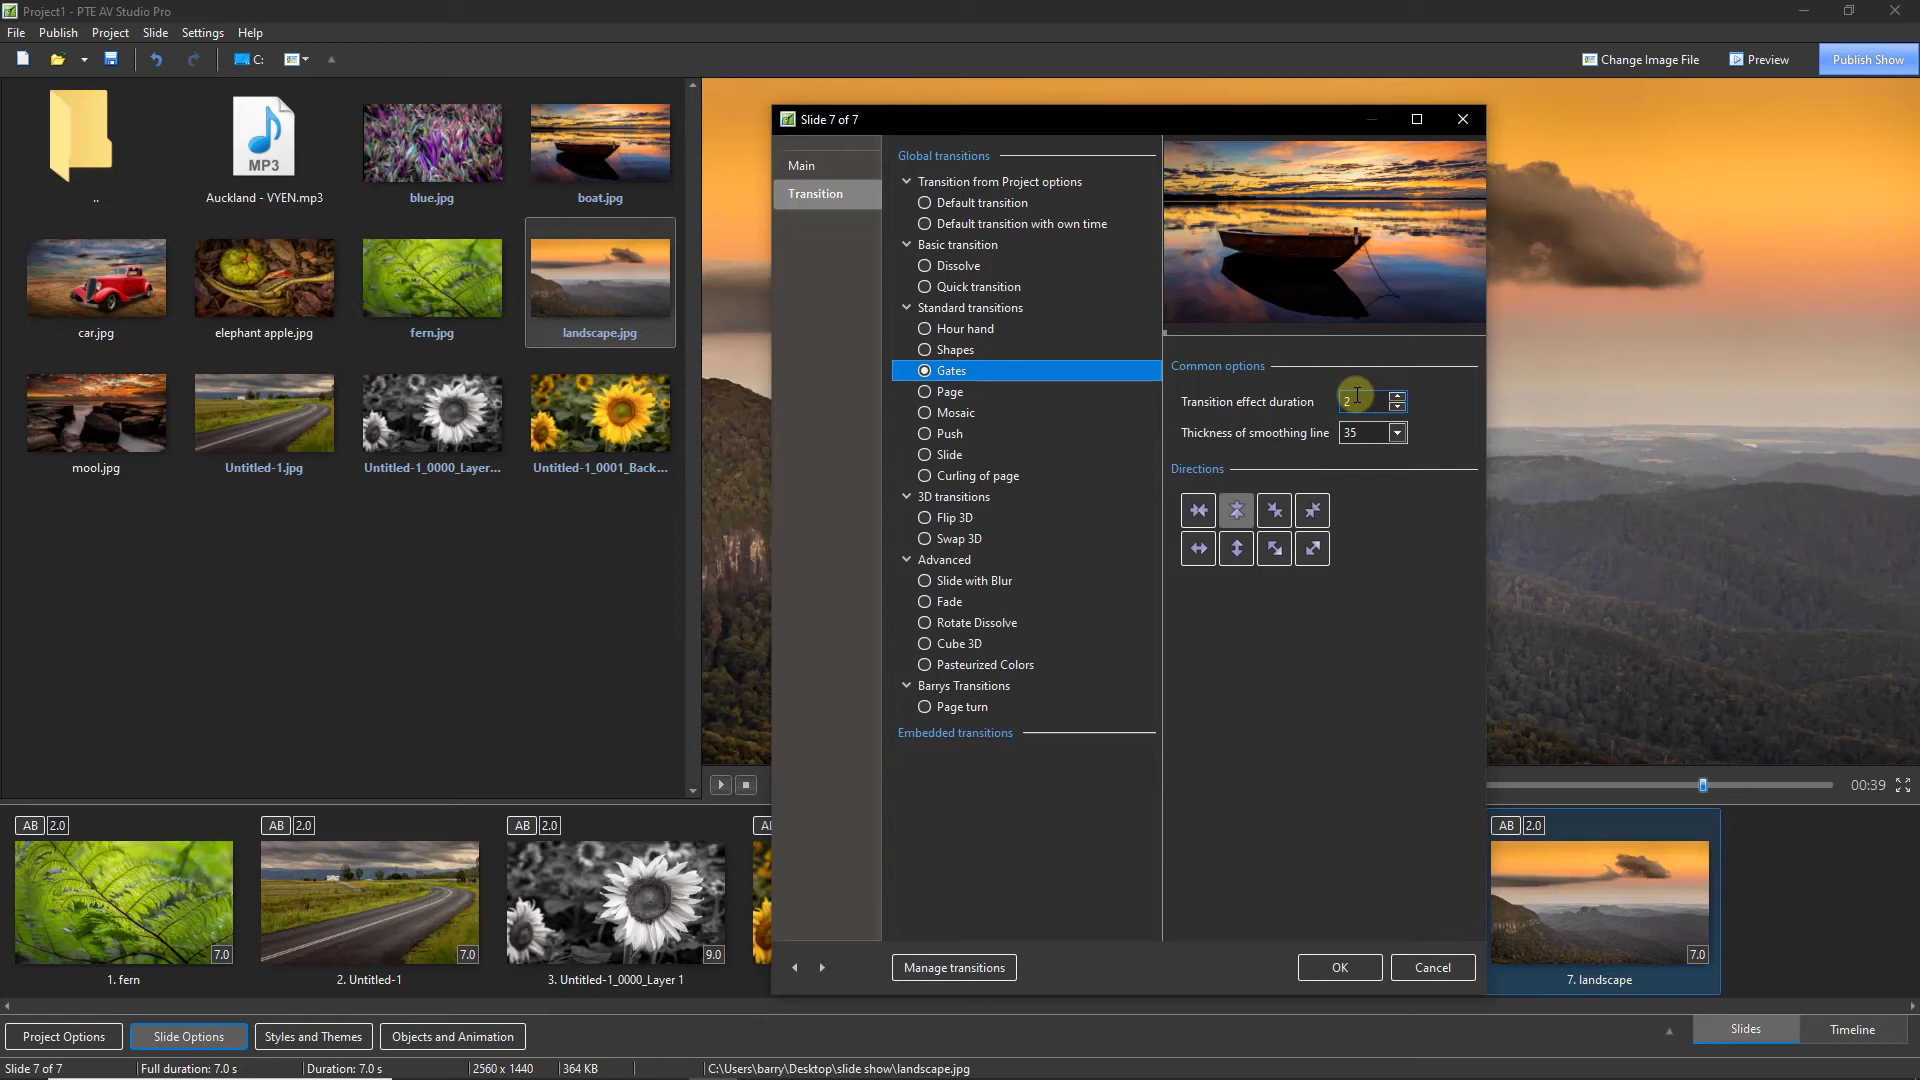 Project1 - PTE AV Studio Pro
File Publish Project Slide Settings Help
C: Change Image File Preview Publish Show
..
MP3
Auckland - VYEN.mp3
blue.jpg
boat.jpg
car.jpg
elephant apple.jpg
fern.jpg
landscape.jpg
mool.jpg
Untitled-1.jpg
Untitled-1_0000_Layer...
Untitled-1_0001_Back...
Slide 7 of 7
Main
Transition
Global transitions
Transition from Project options
Default transition
Default transition with own time
Basic transition
Dissolve
Quick transition
Standard transitions
Hour hand
Shapes
Gates
Page
Mosaic
Push
Slide
Curling of page
3D transitions
Flip 3D
Swap 3D
Advanced
Slide with Blur
Fade
Rotate Dissolve
Cube 3D
Pasteurized Colors
Barrys Transitions
Page turn
Embedded transitions
Common options
Transition effect duration 2
Thickness of smoothing line 35
Directions
Manage transitions OK Cancel
00:39
AB 2.0
7.0
1. fern
AB 2.0
7.0
2. Untitled-1
AB 2.0
9.0
3. Untitled-1_0000_Layer 1
AB 2.0
7.0
7. landscape
Project Options Slide Options Styles and Themes Objects and Animation Slides Timeline
Slide 7 of 7 Full duration: 7.0 s Duration: 7.0 s 2560 x 1440 364 KB C:\Users\barry\Desktop\slide show\landscape.jpg